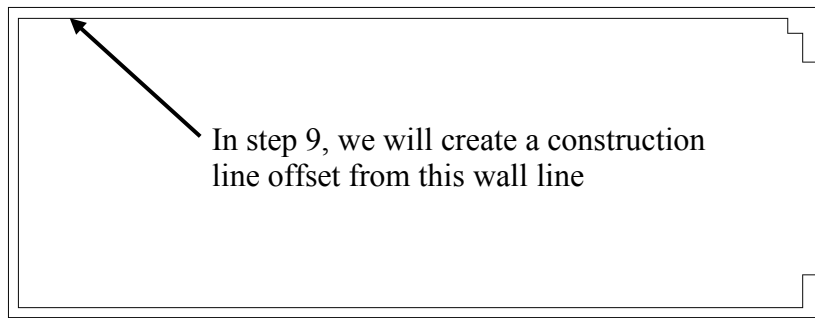 In step 9, we will create a construction
line offset from this wall line